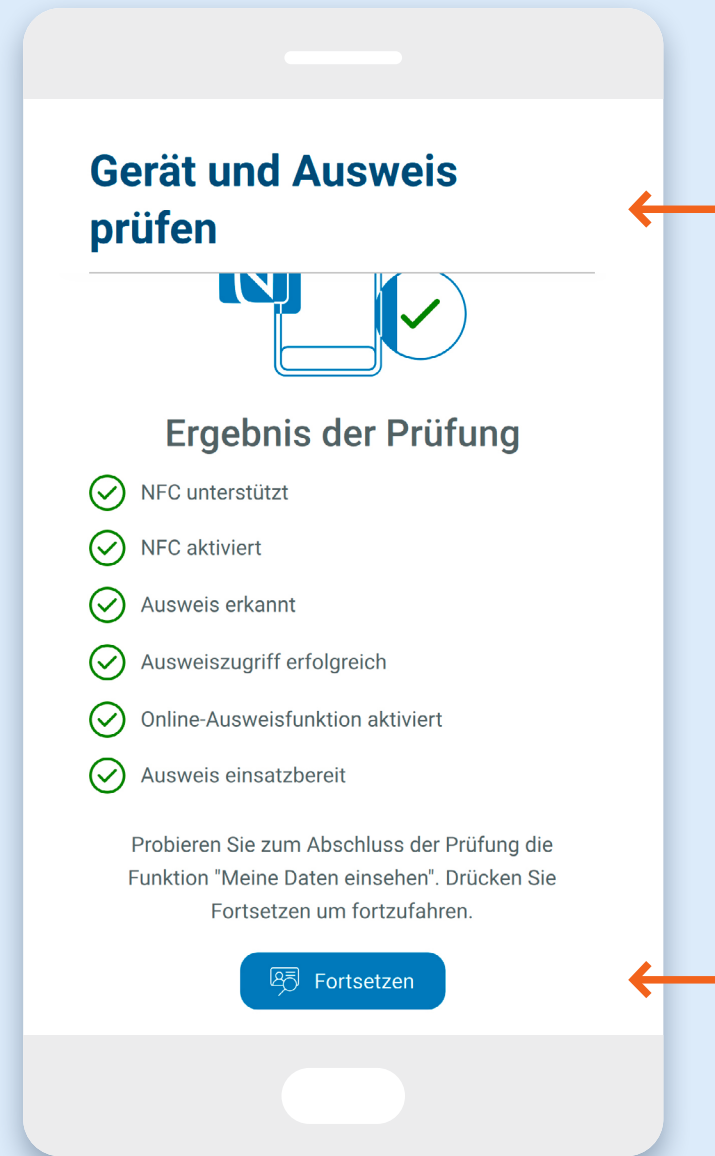 Gerät und Ausweis
prüfen
Ergebnis der Prüfung
NFC unterstützt
NFC aktiviert
Ausweis erkannt
Ausweiszugriff erfolgreich
Online-Ausweisfunktion aktiviert
Ausweis einsatzbereit
Probieren Sie zum Abschluss der Prüfung die
Funktion "Meine Daten einsehen". Drücken Sie
Fortsetzen um fortzufahren.
Fortsetzen